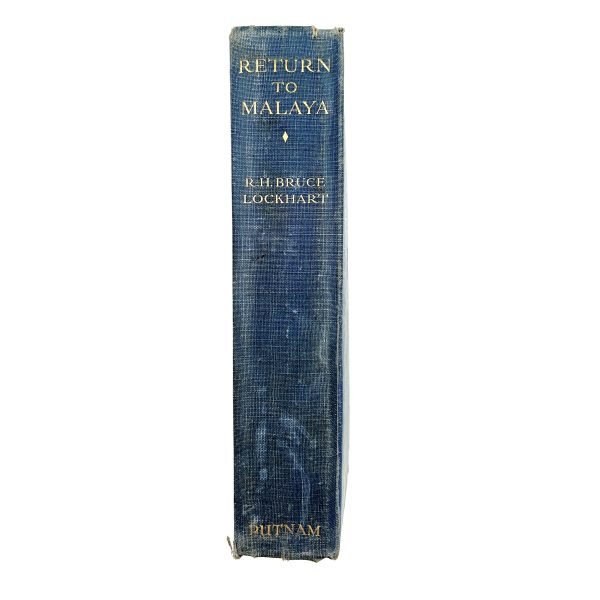 RETURN
TO
MALAYA
R.H. BRUCE
LOCKHART
PUTNAM